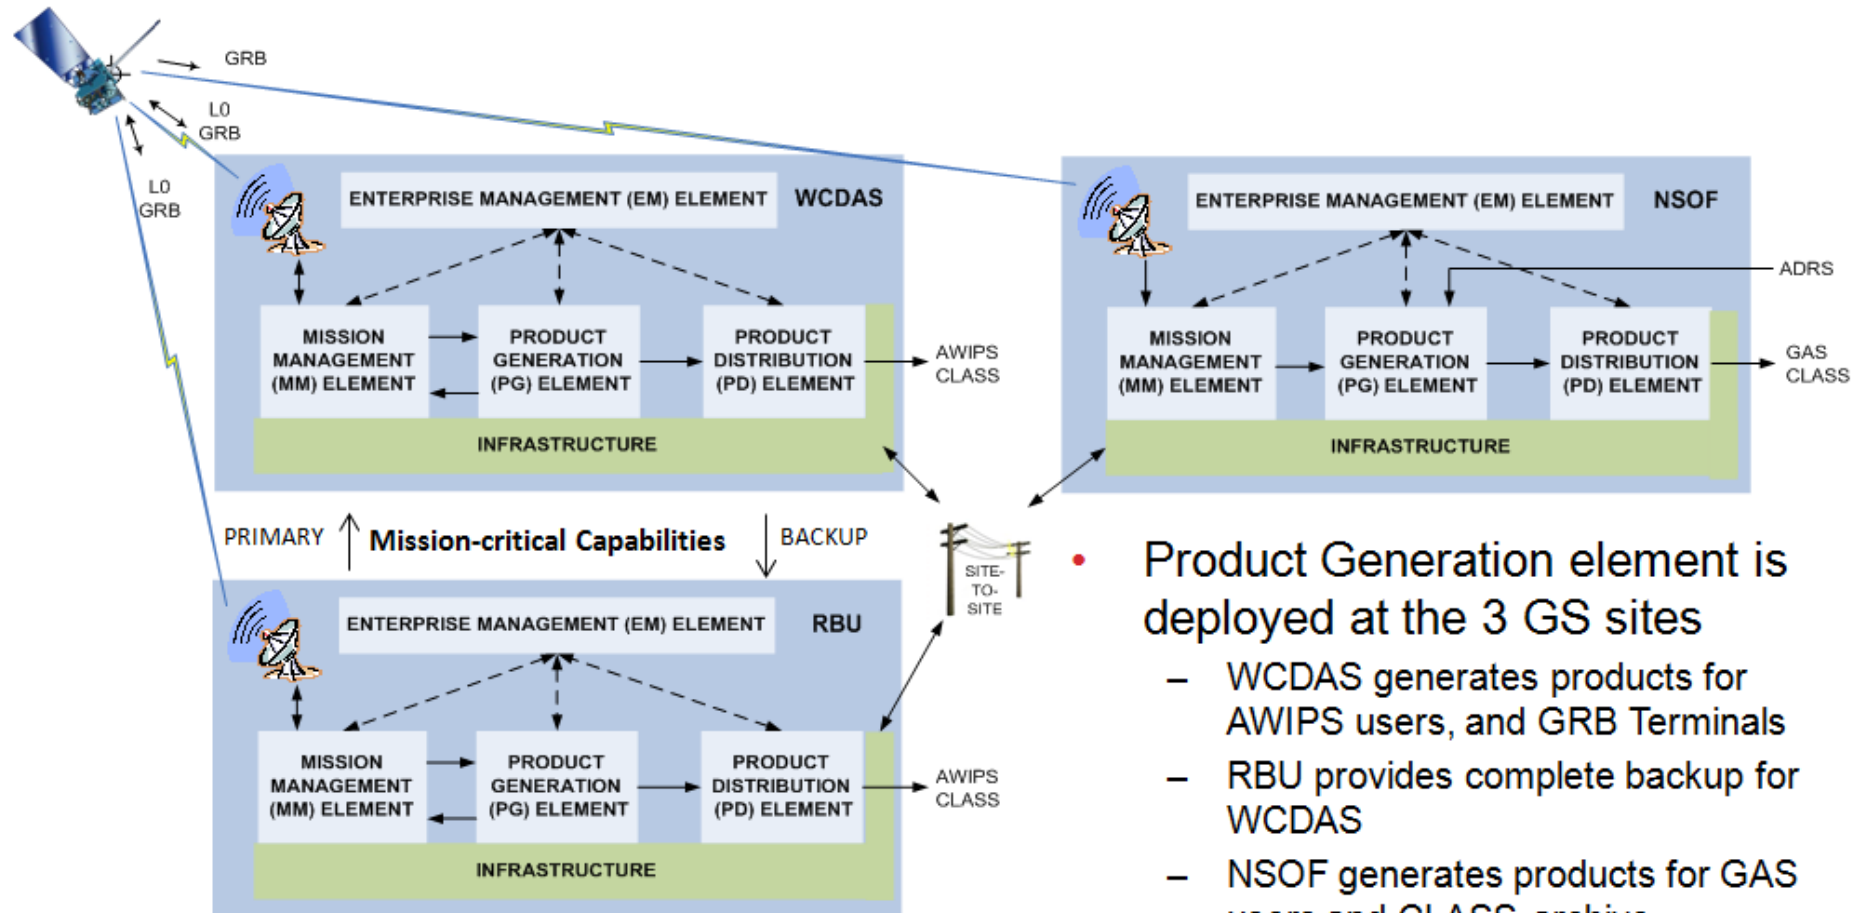 GRB
L0
GRB
L0
GRB
ENTERPRISE MANAGEMENT (EM) ELEMENT
WCDAS
MISSION
MANAGEMENT
(MM) ELEMENT
PRODUCT
GENERATION
(PG) ELEMENT
PRODUCT
DISTRIBUTION
(PD) ELEMENT
AWIPS
CLASS
INFRASTRUCTURE
ENTERPRISE MANAGEMENT (EM) ELEMENT
NSOF
ADRS
MISSION
MANAGEMENT
(MM) ELEMENT
PRODUCT
GENERATION
(PG) ELEMENT
PRODUCT
DISTRIBUTION
(PD) ELEMENT
GAS
CLASS
INFRASTRUCTURE
PRIMARY
Mission-critical Capabilities
BACKUP
SITE-
TO-
SITE
ENTERPRISE MANAGEMENT (EM) ELEMENT
RBU
MISSION
MANAGEMENT
(MM) ELEMENT
PRODUCT
GENERATION
(PG) ELEMENT
PRODUCT
DISTRIBUTION
(PD) ELEMENT
AWIPS
CLASS
INFRASTRUCTURE
• Product Generation element is
deployed at the 3 GS sites
– WCDAS generates products for
AWIPS users, and GRB Terminals
– RBU provides complete backup for
WCDAS
– NSOF generates products for GAS
users and CLASS archive